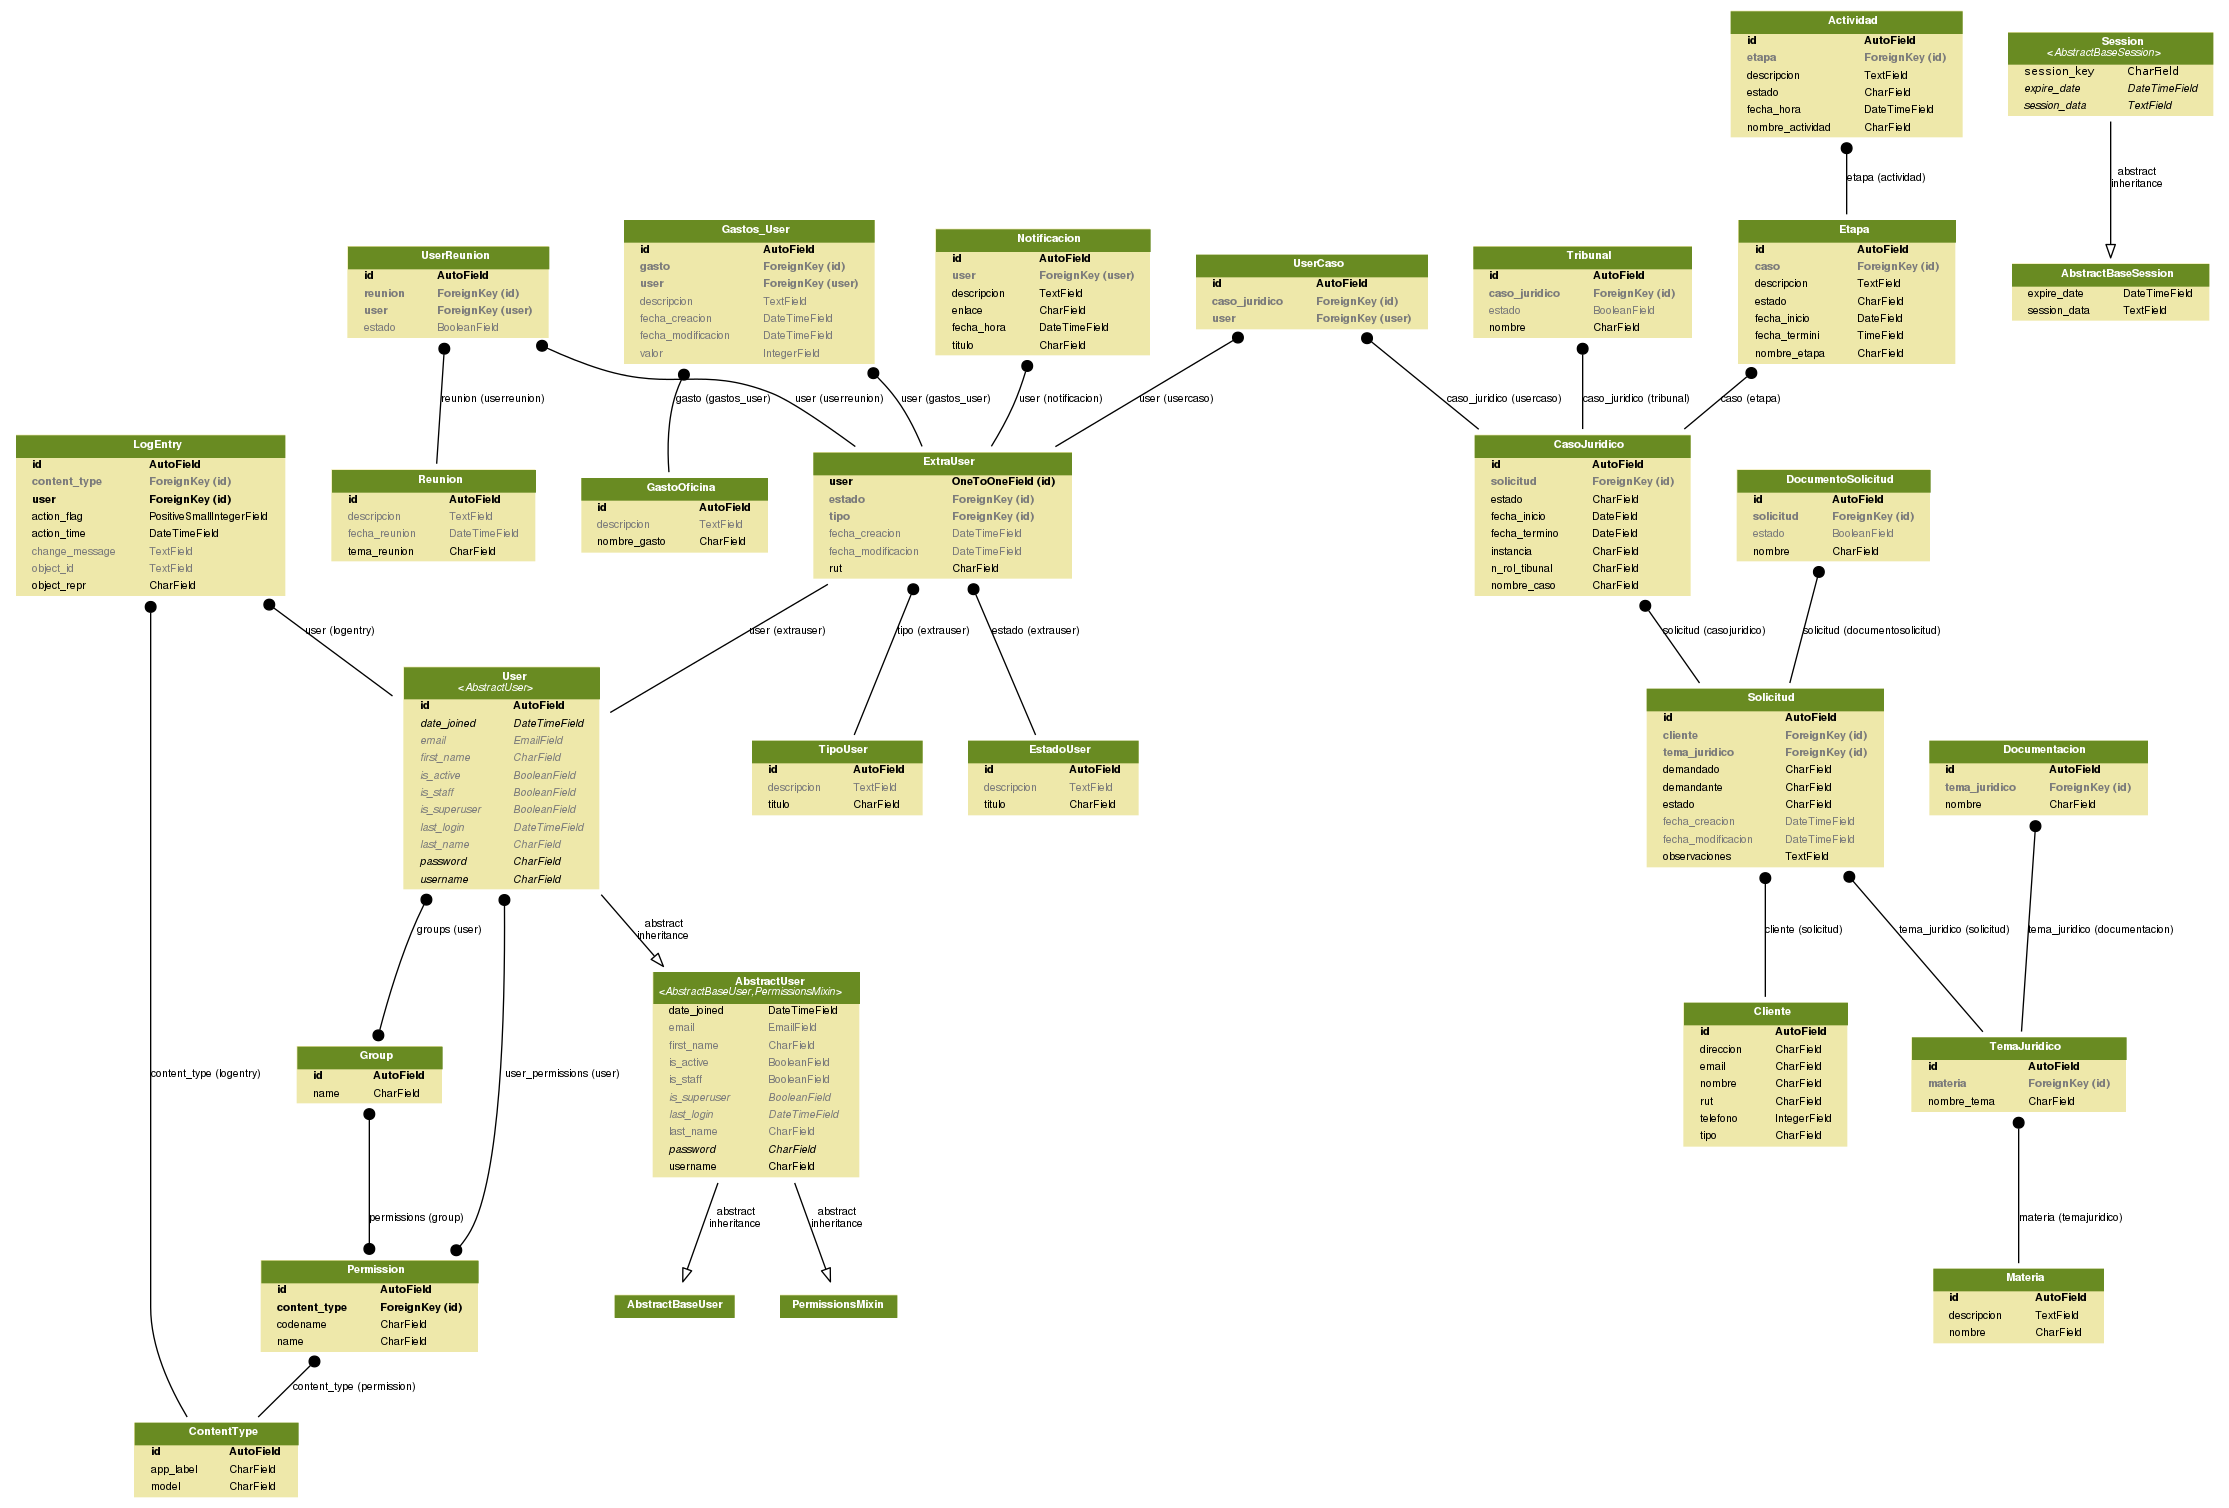 Actividad
id AutoField
etapa ForeignKey (id)
descripcion TextField
estado CharField
fecha_hora DateTimeField
nombre_actividad CharField
Session
<AbstractBaseSession>
session_key CharField
expire_date DateTimeField
session_data TextField
etapa (actividad)
abstract
inheritance
UserReunion
id AutoField
reunion ForeignKey (id)
user ForeignKey (user)
estado BooleanField
Gastos_User
id AutoField
gasto ForeignKey (id)
user ForeignKey (user)
descripcion TextField
fecha_creacion DateTimeField
fecha_modificacion DateTimeField
valor IntegerField
Notificacion
id AutoField
user ForeignKey (user)
descripcion TextField
enlace CharField
fecha_hora DateTimeField
titulo CharField
UserCaso
id AutoField
caso_juridico ForeignKey (id)
user ForeignKey (user)
Tribunal
id AutoField
caso_juridico ForeignKey (id)
estado BooleanField
nombre CharField
Etapa
id AutoField
caso ForeignKey (id)
descripcion TextField
estado CharField
fecha_inicio DateField
fecha_termini TimeField
nombre_etapa CharField
AbstractBaseSession
expire_date DateTimeField
session_data TextField
reunion (userreunion)
gasto (gastos_user)
user (userreunion)
user (gastos_user)
user (notificacion)
user (usercaso)
caso_juridico (usercaso)
caso_juridico (tribunal)
caso (etapa)
LogEntry
id AutoField
content_type ForeignKey (id)
user ForeignKey (id)
action_flag PositiveSmallIntegerField
action_time DateTimeField
change_message TextField
object_id TextField
object_repr CharField
Reunion
id AutoField
descripcion TextField
fecha_reunion DateTimeField
tema_reunion CharField
GastoOficina
id AutoField
descripcion TextField
nombre_gasto CharField
ExtraUser
user OneToOneField (id)
estado ForeignKey (id)
tipo ForeignKey (id)
fecha_creacion DateTimeField
fecha_modificacion DateTimeField
rut CharField
CasoJuridico
id AutoField
solicitud ForeignKey (id)
estado CharField
fecha_inicio DateField
fecha_termino DateField
instancia CharField
n_rol_tibunal CharField
nombre_caso CharField
DocumentoSolicitud
id AutoField
solicitud ForeignKey (id)
estado BooleanField
nombre CharField
user (logentry)
user (extrauser)
tipo (extrauser)
estado (extrauser)
solicitud (casojuridico)
solicitud (documentosolicitud)
User
<AbstractUser>
id AutoField
date_joined DateTimeField
email EmailField
first_name CharField
is_active BooleanField
is_staff BooleanField
is_superuser BooleanField
last_login DateTimeField
last_name CharField
password CharField
username CharField
TipoUser
id AutoField
descripcion TextField
titulo CharField
EstadoUser
id AutoField
descripcion TextField
titulo CharField
Solicitud
id AutoField
cliente ForeignKey (id)
tema_juridico ForeignKey (id)
demandado CharField
demandante CharField
estado CharField
fecha_creacion DateTimeField
fecha_modificacion DateTimeField
observaciones TextField
Documentacion
id AutoField
tema_juridico ForeignKey (id)
nombre CharField
groups (user)
abstract
inheritance
cliente (solicitud)
tema_juridico (solicitud)
tema_juridico (documentacion)
AbstractUser
<AbstractBaseUser,PermissionsMixin>
date_joined DateTimeField
email EmailField
first_name CharField
is_active BooleanField
is_staff BooleanField
is_superuser BooleanField
last_login DateTimeField
last_name CharField
password CharField
username CharField
Cliente
id AutoField
direccion CharField
email CharField
nombre CharField
rut CharField
telefono IntegerField
tipo CharField
TemaJuridico
id AutoField
materia ForeignKey (id)
nombre_tema CharField
Group
id AutoField
name CharField
content_type (logentry)
user_permissions (user)
permissions (group)
abstract
inheritance
abstract
inheritance
materia (temajuridico)
Permission
id AutoField
content_type ForeignKey (id)
codename CharField
name CharField
AbstractBaseUser
PermissionsMixin
Materia
id AutoField
descripcion TextField
nombre CharField
content_type (permission)
ContentType
id AutoField
app_label CharField
model CharField